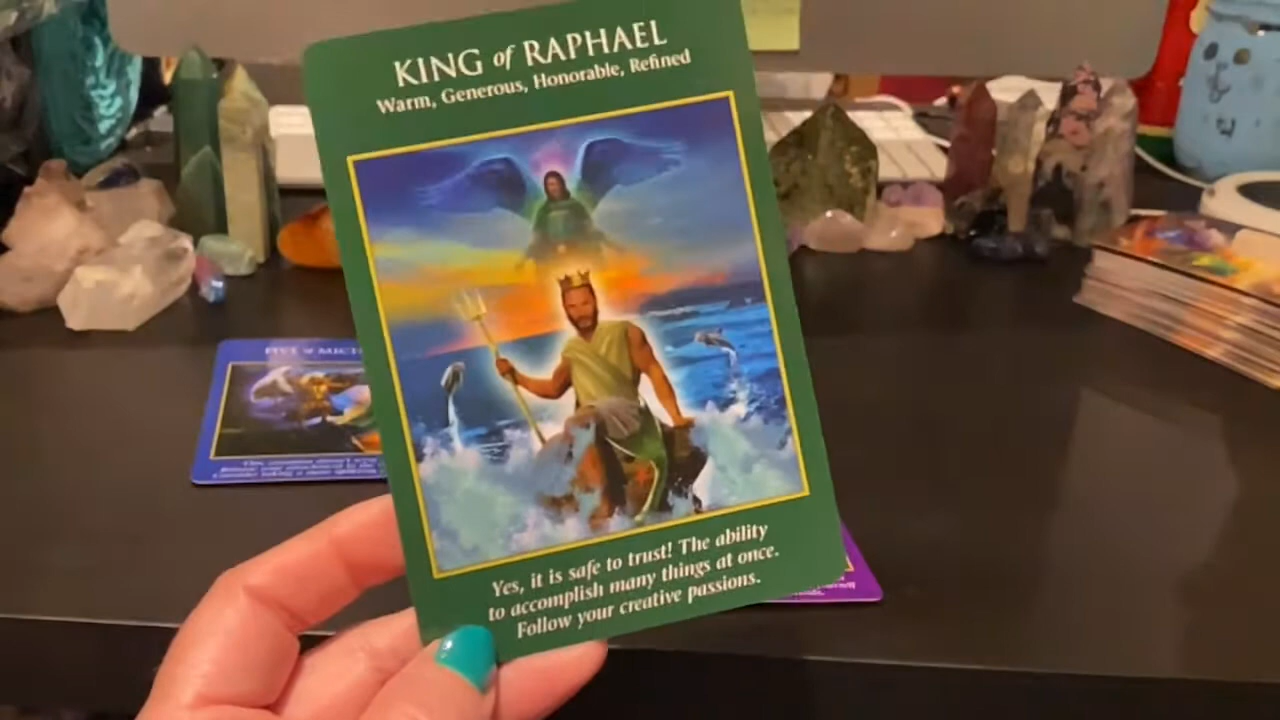 KING of RAPHAEL
Warm, Generous, Honorable, Refined
Yes, it is safe to trust! The ability
to accomplish many things at once.
Follow your creative passions.